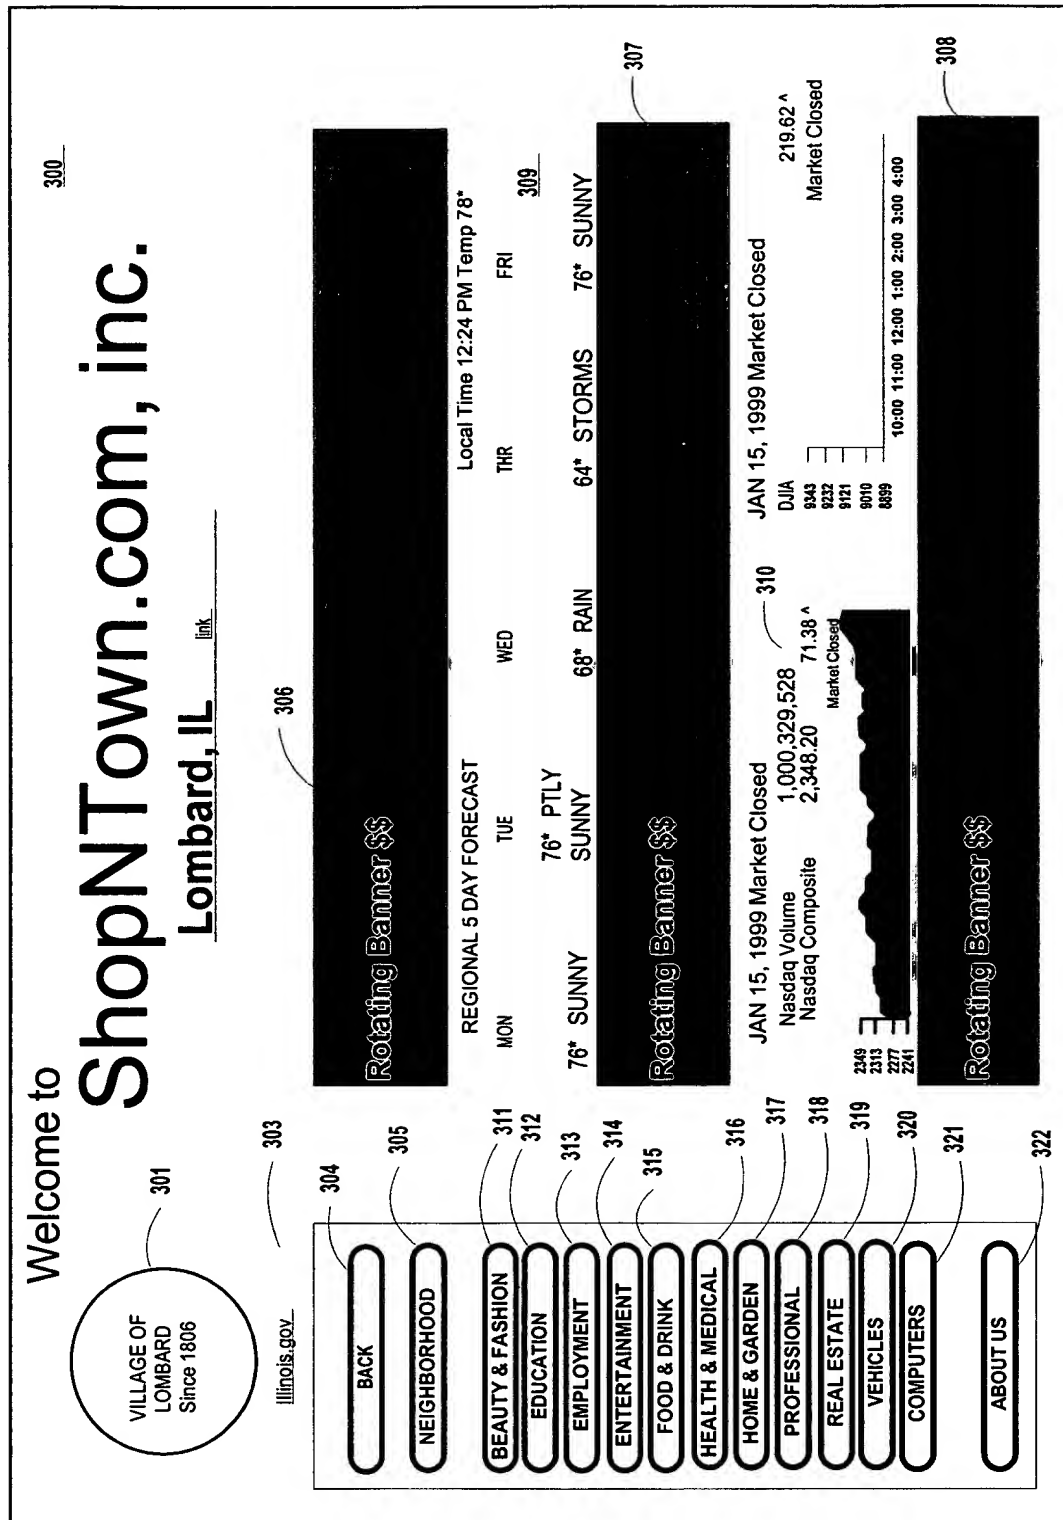 Welcome to
ShopNTown.com, inc.
300
Lombard, IL
link
301
VILLAGE OF
LOMBARD
Since 1806
303
Illinois.gov
304
BACK
305
NEIGHBORHOOD
311
BEAUTY & FASHION
312
EDUCATION
313
EMPLOYMENT
314
ENTERTAINMENT
315
FOOD & DRINK
316
HEALTH & MEDICAL
317
HOME & GARDEN
318
PROFESSIONAL
319
REAL ESTATE
320
VEHICLES
321
COMPUTERS
322
ABOUT US
306
Rotating Banner $$
REGIONAL 5 DAY FORECAST
Local Time 12:24 PM Temp 78*
MON TUE WED THR FRI
309
76* SUNNY
76* PTLY
SUNNY
68* RAIN
64* STORMS
76* SUNNY
307
Rotating Banner $$
JAN 15, 1999 Market Closed
Nasdaq Volume 1,000,329,528
Nasdaq Composite 2,348.20 71.38 ^
Market Closed
310
2349
2313
2277
2241
JAN 15, 1999 Market Closed
DJIA
219.62 ^
Market Closed
9343
9232
9121
9010
8899
10:00 11:00 12:00 1:00 2:00 3:00 4:00
308
Rotating Banner $$